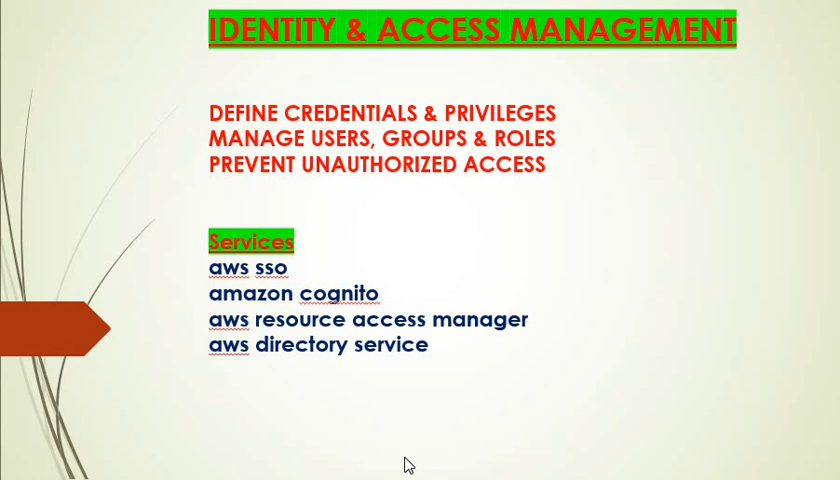 IDENTITY & ACCESS MANAGEMENT
DEFINE CREDENTIALS & PRIVILEGES
MANAGE USERS, GROUPS & ROLES
PREVENT UNAUTHORIZED ACCESS
Services
aws sso
amazon cognito
aws resource access manager
aws directory service